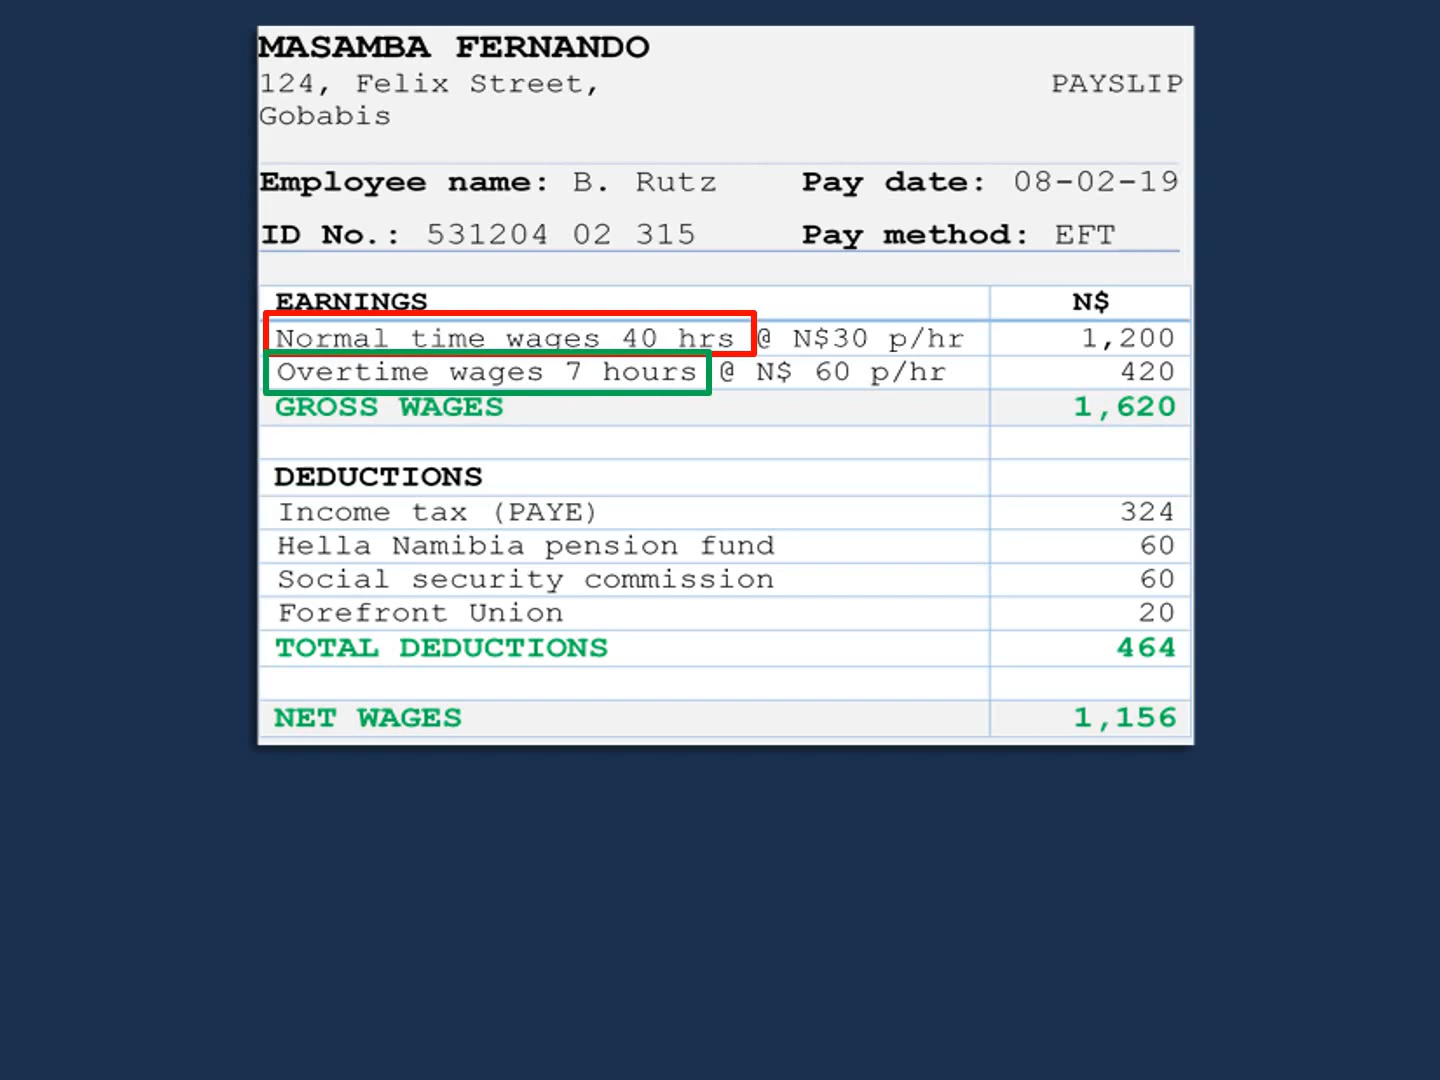 MASAMBA FERNANDO
124, Felix Street,
PAYSLIP
Gobabis
Employee name: B. Rutz
Pay date: 08-02-19
ID No.: 531204 02 315
Pay method: EFT
EARNINGS N$
Normal time wages 40 hrs @ N$30 p/hr 1,200
Overtime wages 7 hours @ N$ 60 p/hr 420
GROSS WAGES 1,620
DEDUCTIONS
Income tax (PAYE) 324
Hella Namibia pension fund 60
Social security commission 60
Forefront Union 20
TOTAL DEDUCTIONS 464
NET WAGES 1,156